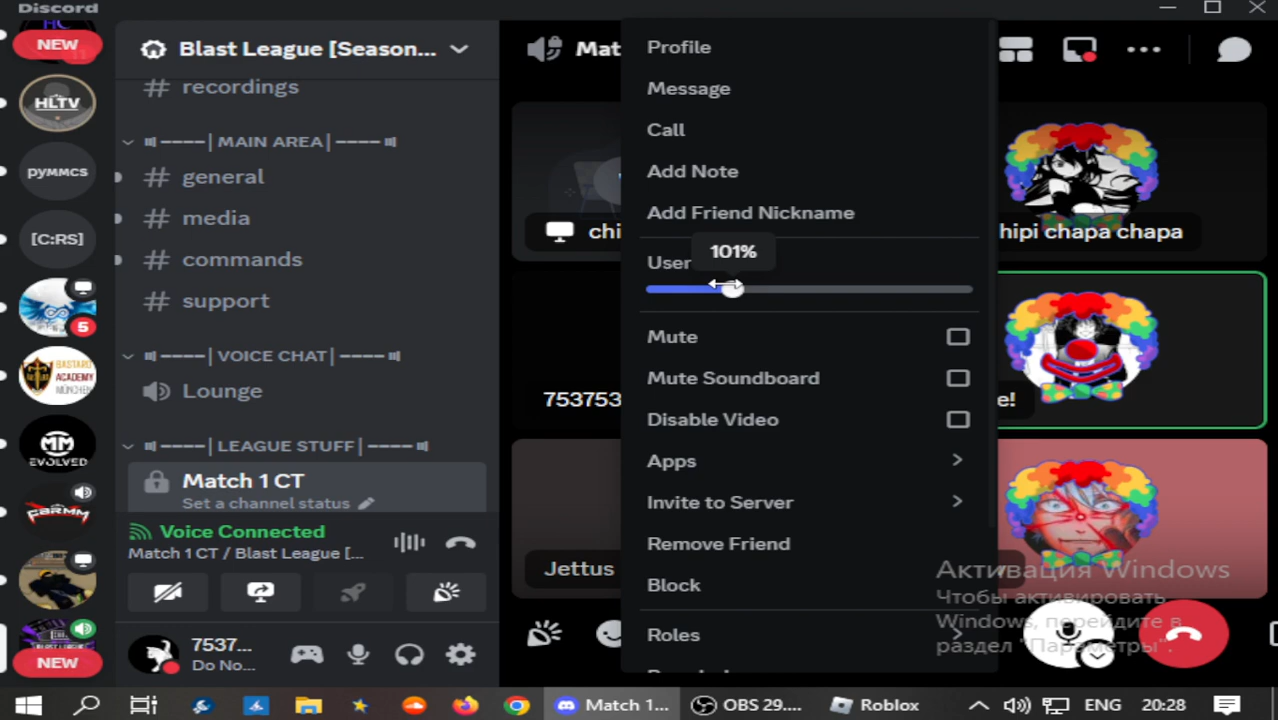 Discord
NEW
HLTV
РУММСS
[C:RS]
5
BASTARD
ACADEMY
MÜNCHEN
MM
EVOLVED
FARMM
NEW
Blast League [Season...
# recordings
----| MAIN AREA|----
# general
# media
# commands
# support
----| VOICE CHAT|----
Lounge
----| LEAGUE STUFF|----
Match 1 CT
Set a channel status
Voice Connected
Match 1 CT / Blast League [...
7537...
Do No...
Mat
chi
hipi chapa chapa
753753
e!
Jettus
Profile
Message
Call
Add Note
Add Friend Nickname
101%
User
Mute
Mute Soundboard
Disable Video
Apps
Invite to Server
Remove Friend
Block
Roles
Активация Windows
Чтобы активировать
Windows, перейдите в
раздел "Параметры".
Match 1...
OBS 29....
Roblox
ENG
20:28